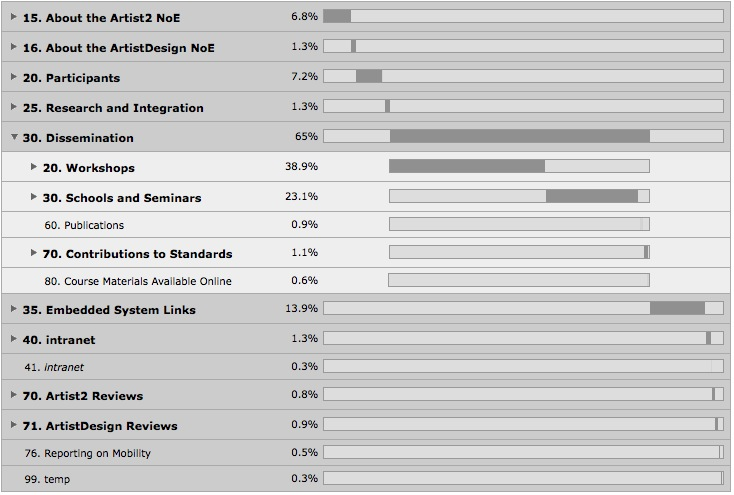 15. About the Artist2 NoE 6.8%
16. About the ArtistDesign NoE 1.3%
20. Participants 7.2%
25. Research and Integration 1.3%
30. Dissemination 65%
20. Workshops 38.9%
30. Schools and Seminars 23.1%
60. Publications 0.9%
70. Contributions to Standards 1.1%
80. Course Materials Available Online 0.6%
35. Embedded System Links 13.9%
40. intranet 1.3%
41. intranet 0.3%
70. Artist2 Reviews 0.8%
71. ArtistDesign Reviews 0.9%
76. Reporting on Mobility 0.5%
99. temp 0.3%